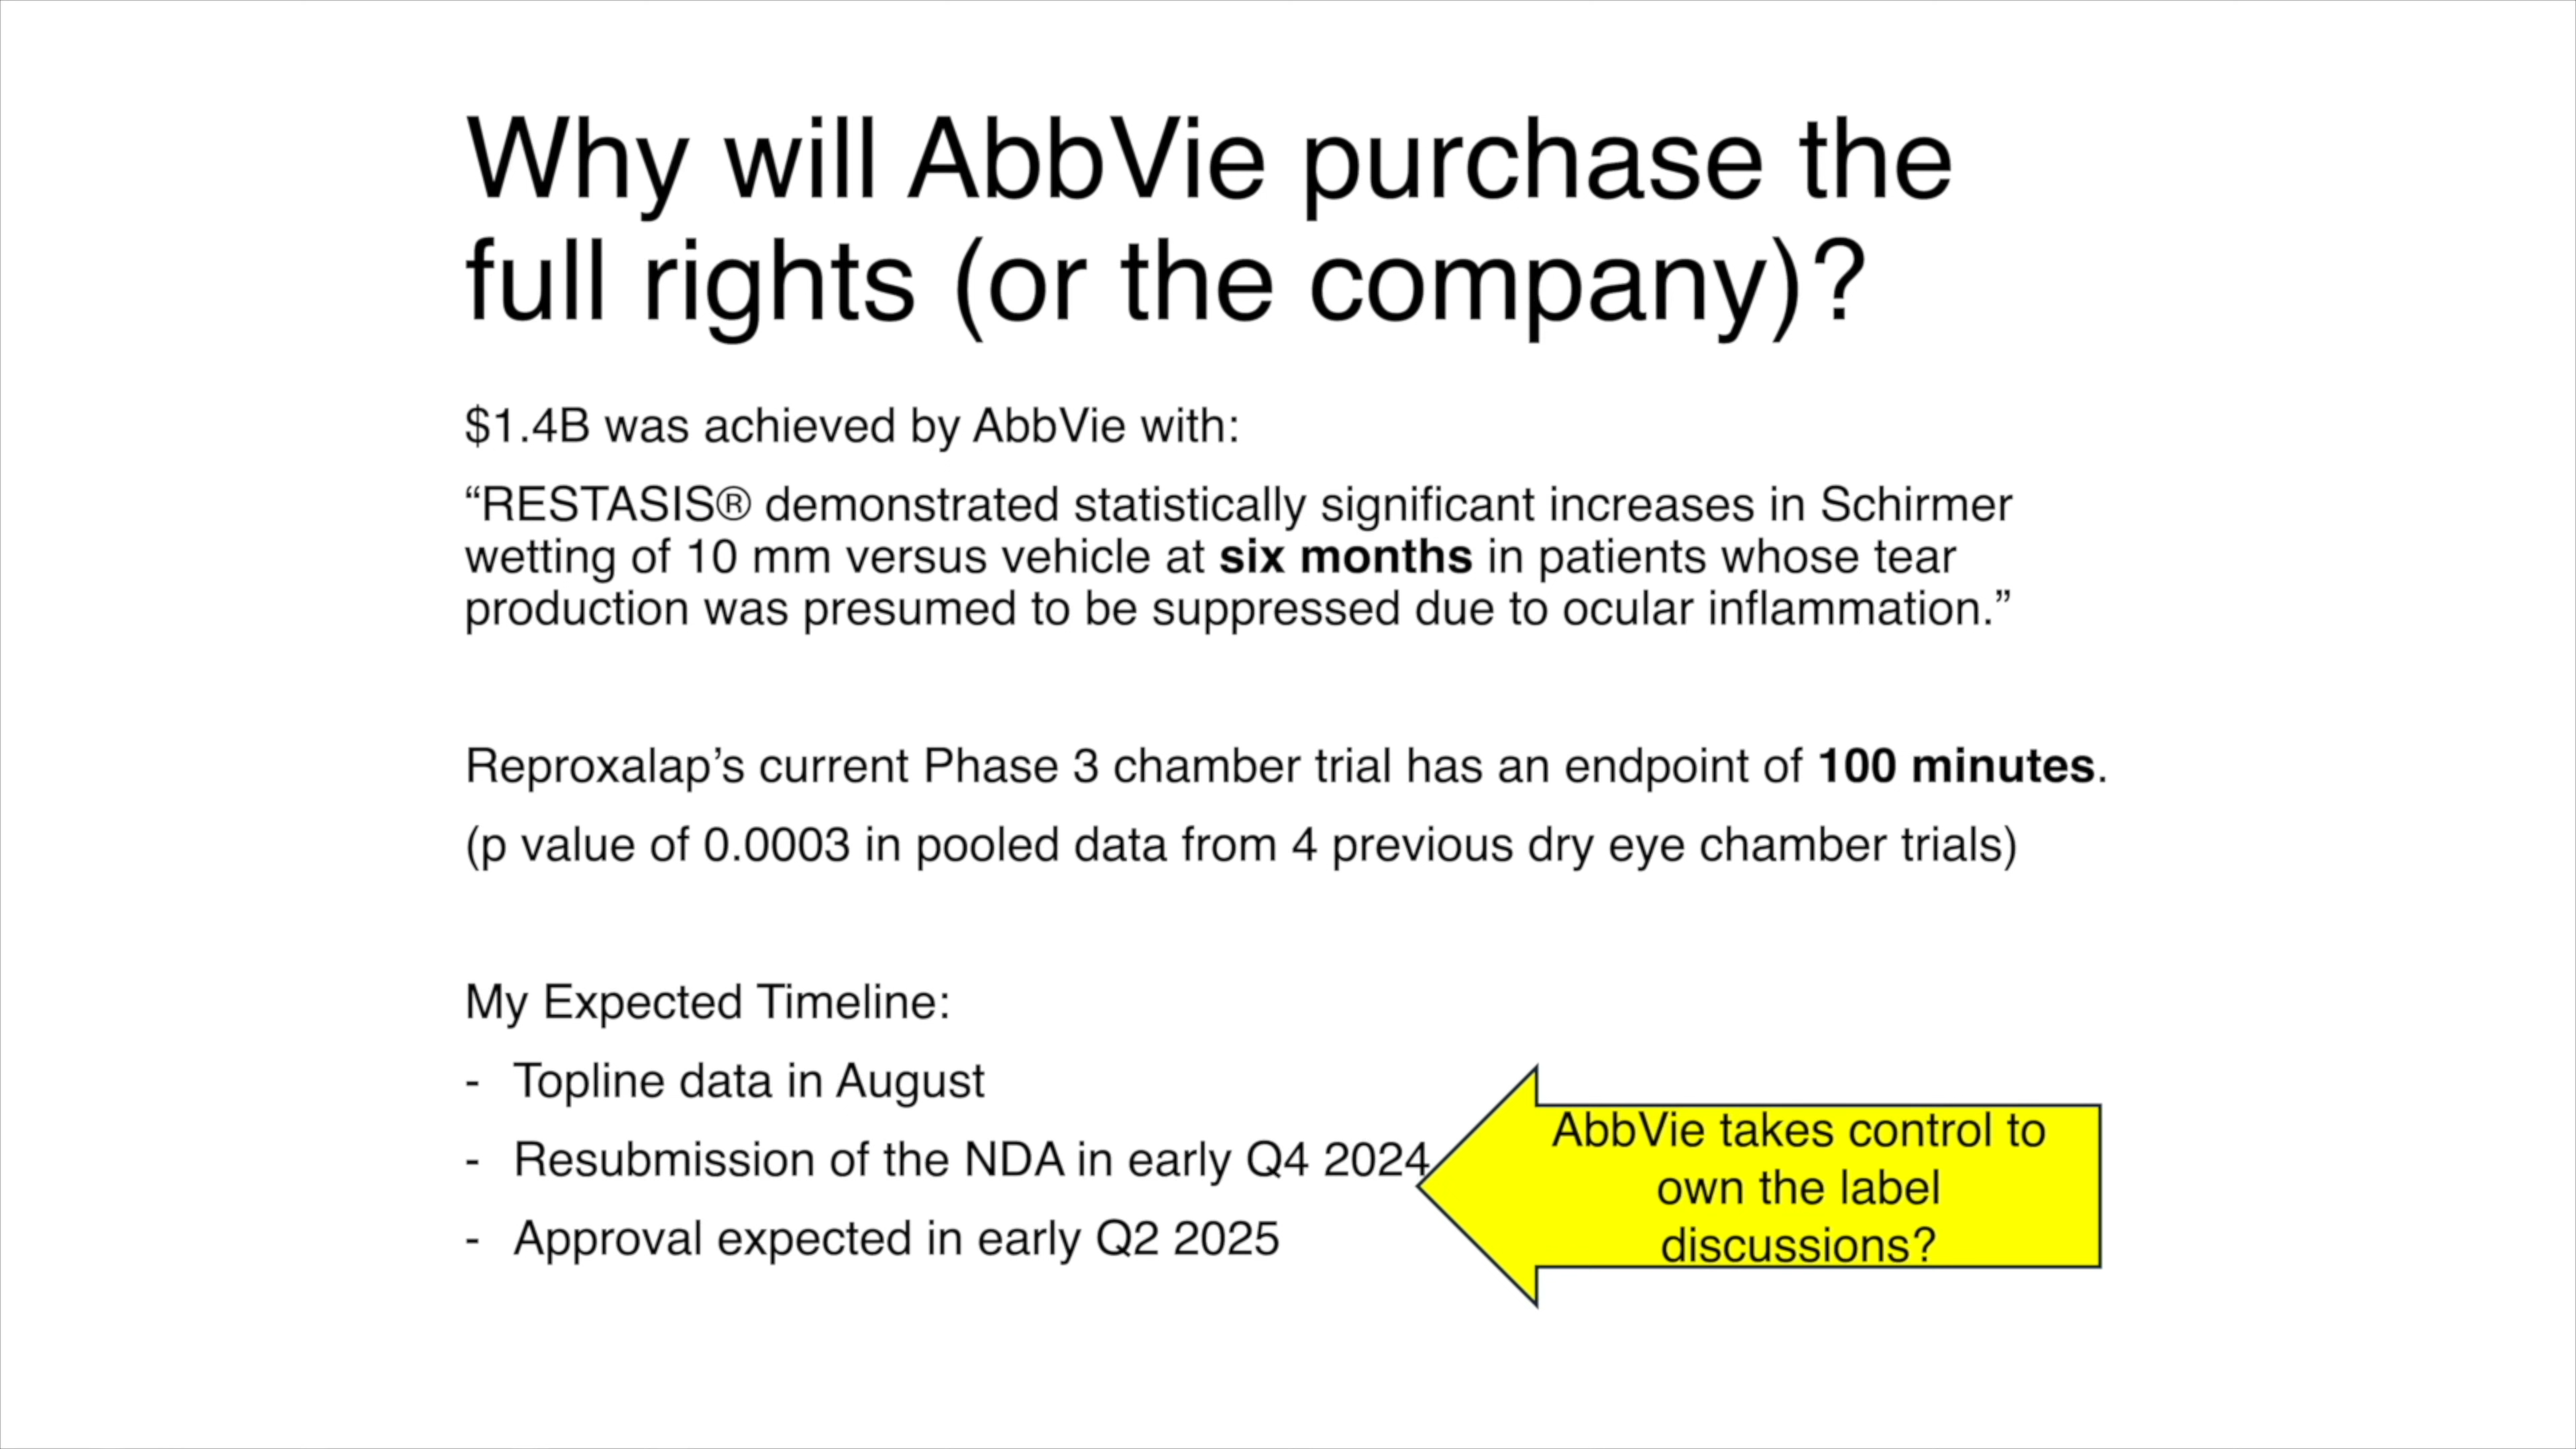 Why will AbbVie purchase the
full rights (or the company)?
$1.4B was achieved by AbbVie with:
“RESTASIS® demonstrated statistically significant increases in Schirmer
wetting of 10 mm versus vehicle at six months in patients whose tear
production was presumed to be suppressed due to ocular inflammation.”
Reproxalap’s current Phase 3 chamber trial has an endpoint of 100 minutes.
(p value of 0.0003 in pooled data from 4 previous dry eye chamber trials)
My Expected Timeline:
- Topline data in August
- Resubmission of the NDA in early Q4 2024
- Approval expected in early Q2 2025
AbbVie takes control to
own the label
discussions?